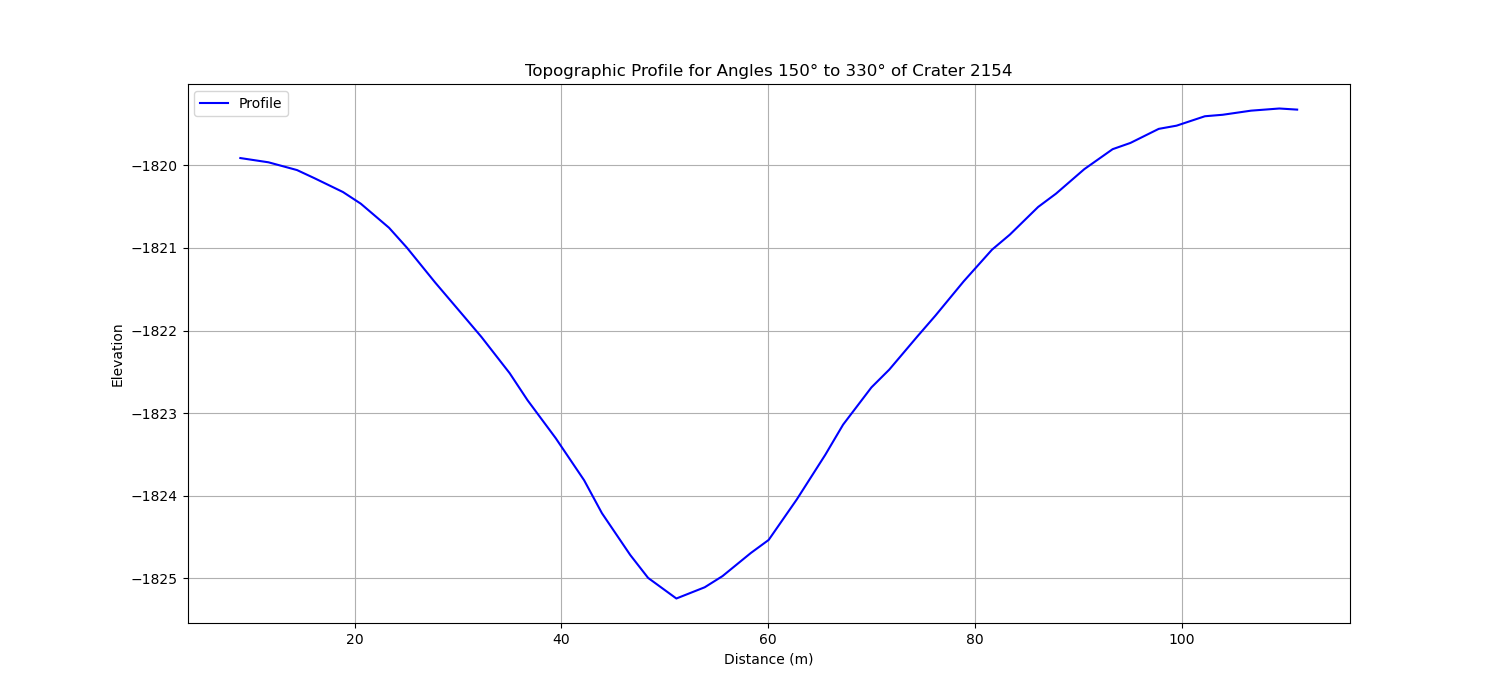 Topographic Profile for Angles 150° to 330° of Crater 2154
Profile
−1820
−1821
−1822
−1823
−1824
−1825
Elevation
20
40
60
80
100
Distance (m)